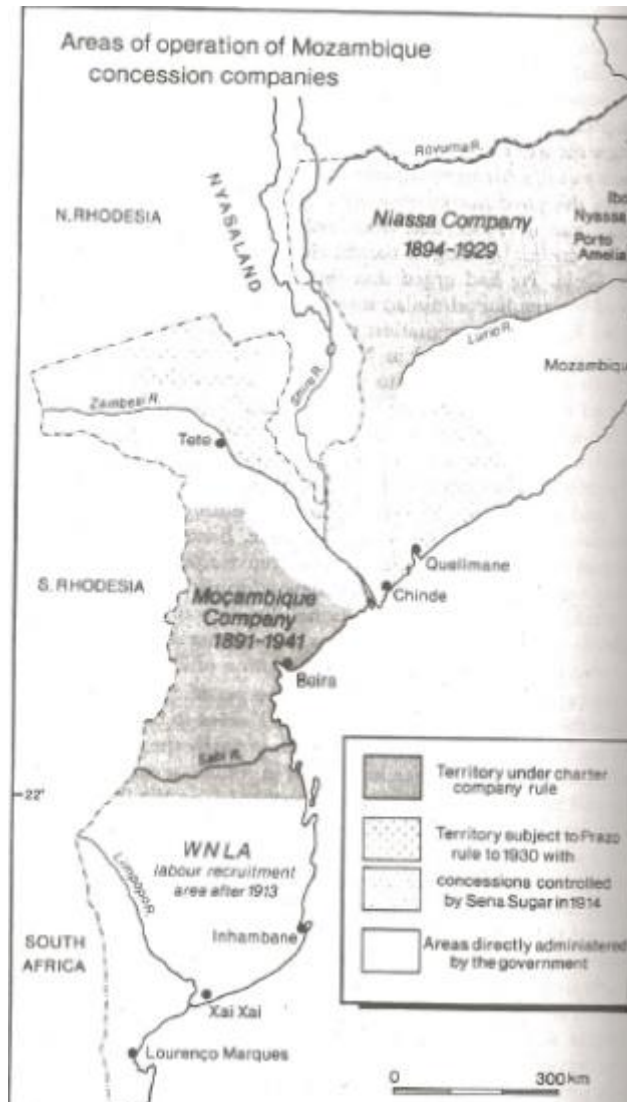 Areas of operation of Mozambique
concession companies
Rovuma R.
NYASALAND
N. RHODESIA
Niassa Company
1894-1929
Ibo
Nyassa
Porto
Amelia
Lurio R.
Mozambique
Shire R.
Zambesi R.
Tete
Quelimane
Chinde
S. RHODESIA
Moçambique
Company
1891-1941
Beira
Sabi R.
22°
WNLA
labour recruitment
area after 1913
Limpopo R.
Inhambane
SOUTH
AFRICA
Xai Xai
Lourenço Marques
Territory under charter
company rule
Territory subject to Prazo
rule to 1930 with
concessions controlled
by Sena Sugar in 1914
Areas directly administered
by the government
0 300 km